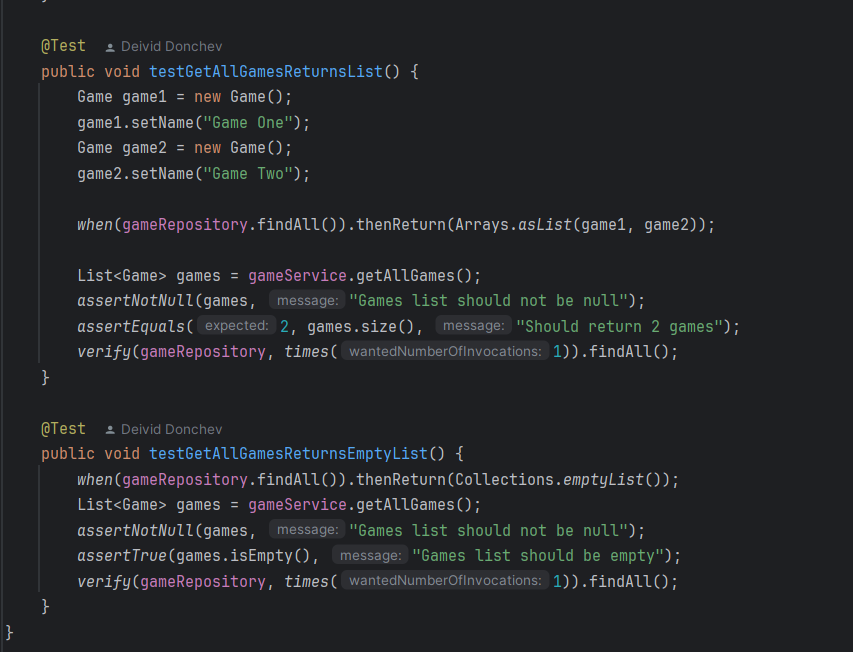 @Test Deivid Donchev
public void testGetAllGamesReturnsList() {
Game game1 = new Game();
game1.setName("Game One");
Game game2 = new Game();
game2.setName("Game Two");
when(gameRepository.findAll()).thenReturn(Arrays.asList(game1, game2));
List<Game> games = gameService.getAllGames();
assertNotNull(games, message: "Games list should not be null");
assertEquals( expected: 2, games.size(), message: "Should return 2 games");
verify(gameRepository, times( wantedNumberOfInvocations: 1)).findAll();
}
@Test Deivid Donchev
public void testGetAllGamesReturnsEmptyList() {
when(gameRepository.findAll()).thenReturn(Collections.emptyList());
List<Game> games = gameService.getAllGames();
assertNotNull(games, message: "Games list should not be null");
assertTrue(games.isEmpty(), message: "Games list should be empty");
verify(gameRepository, times( wantedNumberOfInvocations: 1)).findAll();
}
}